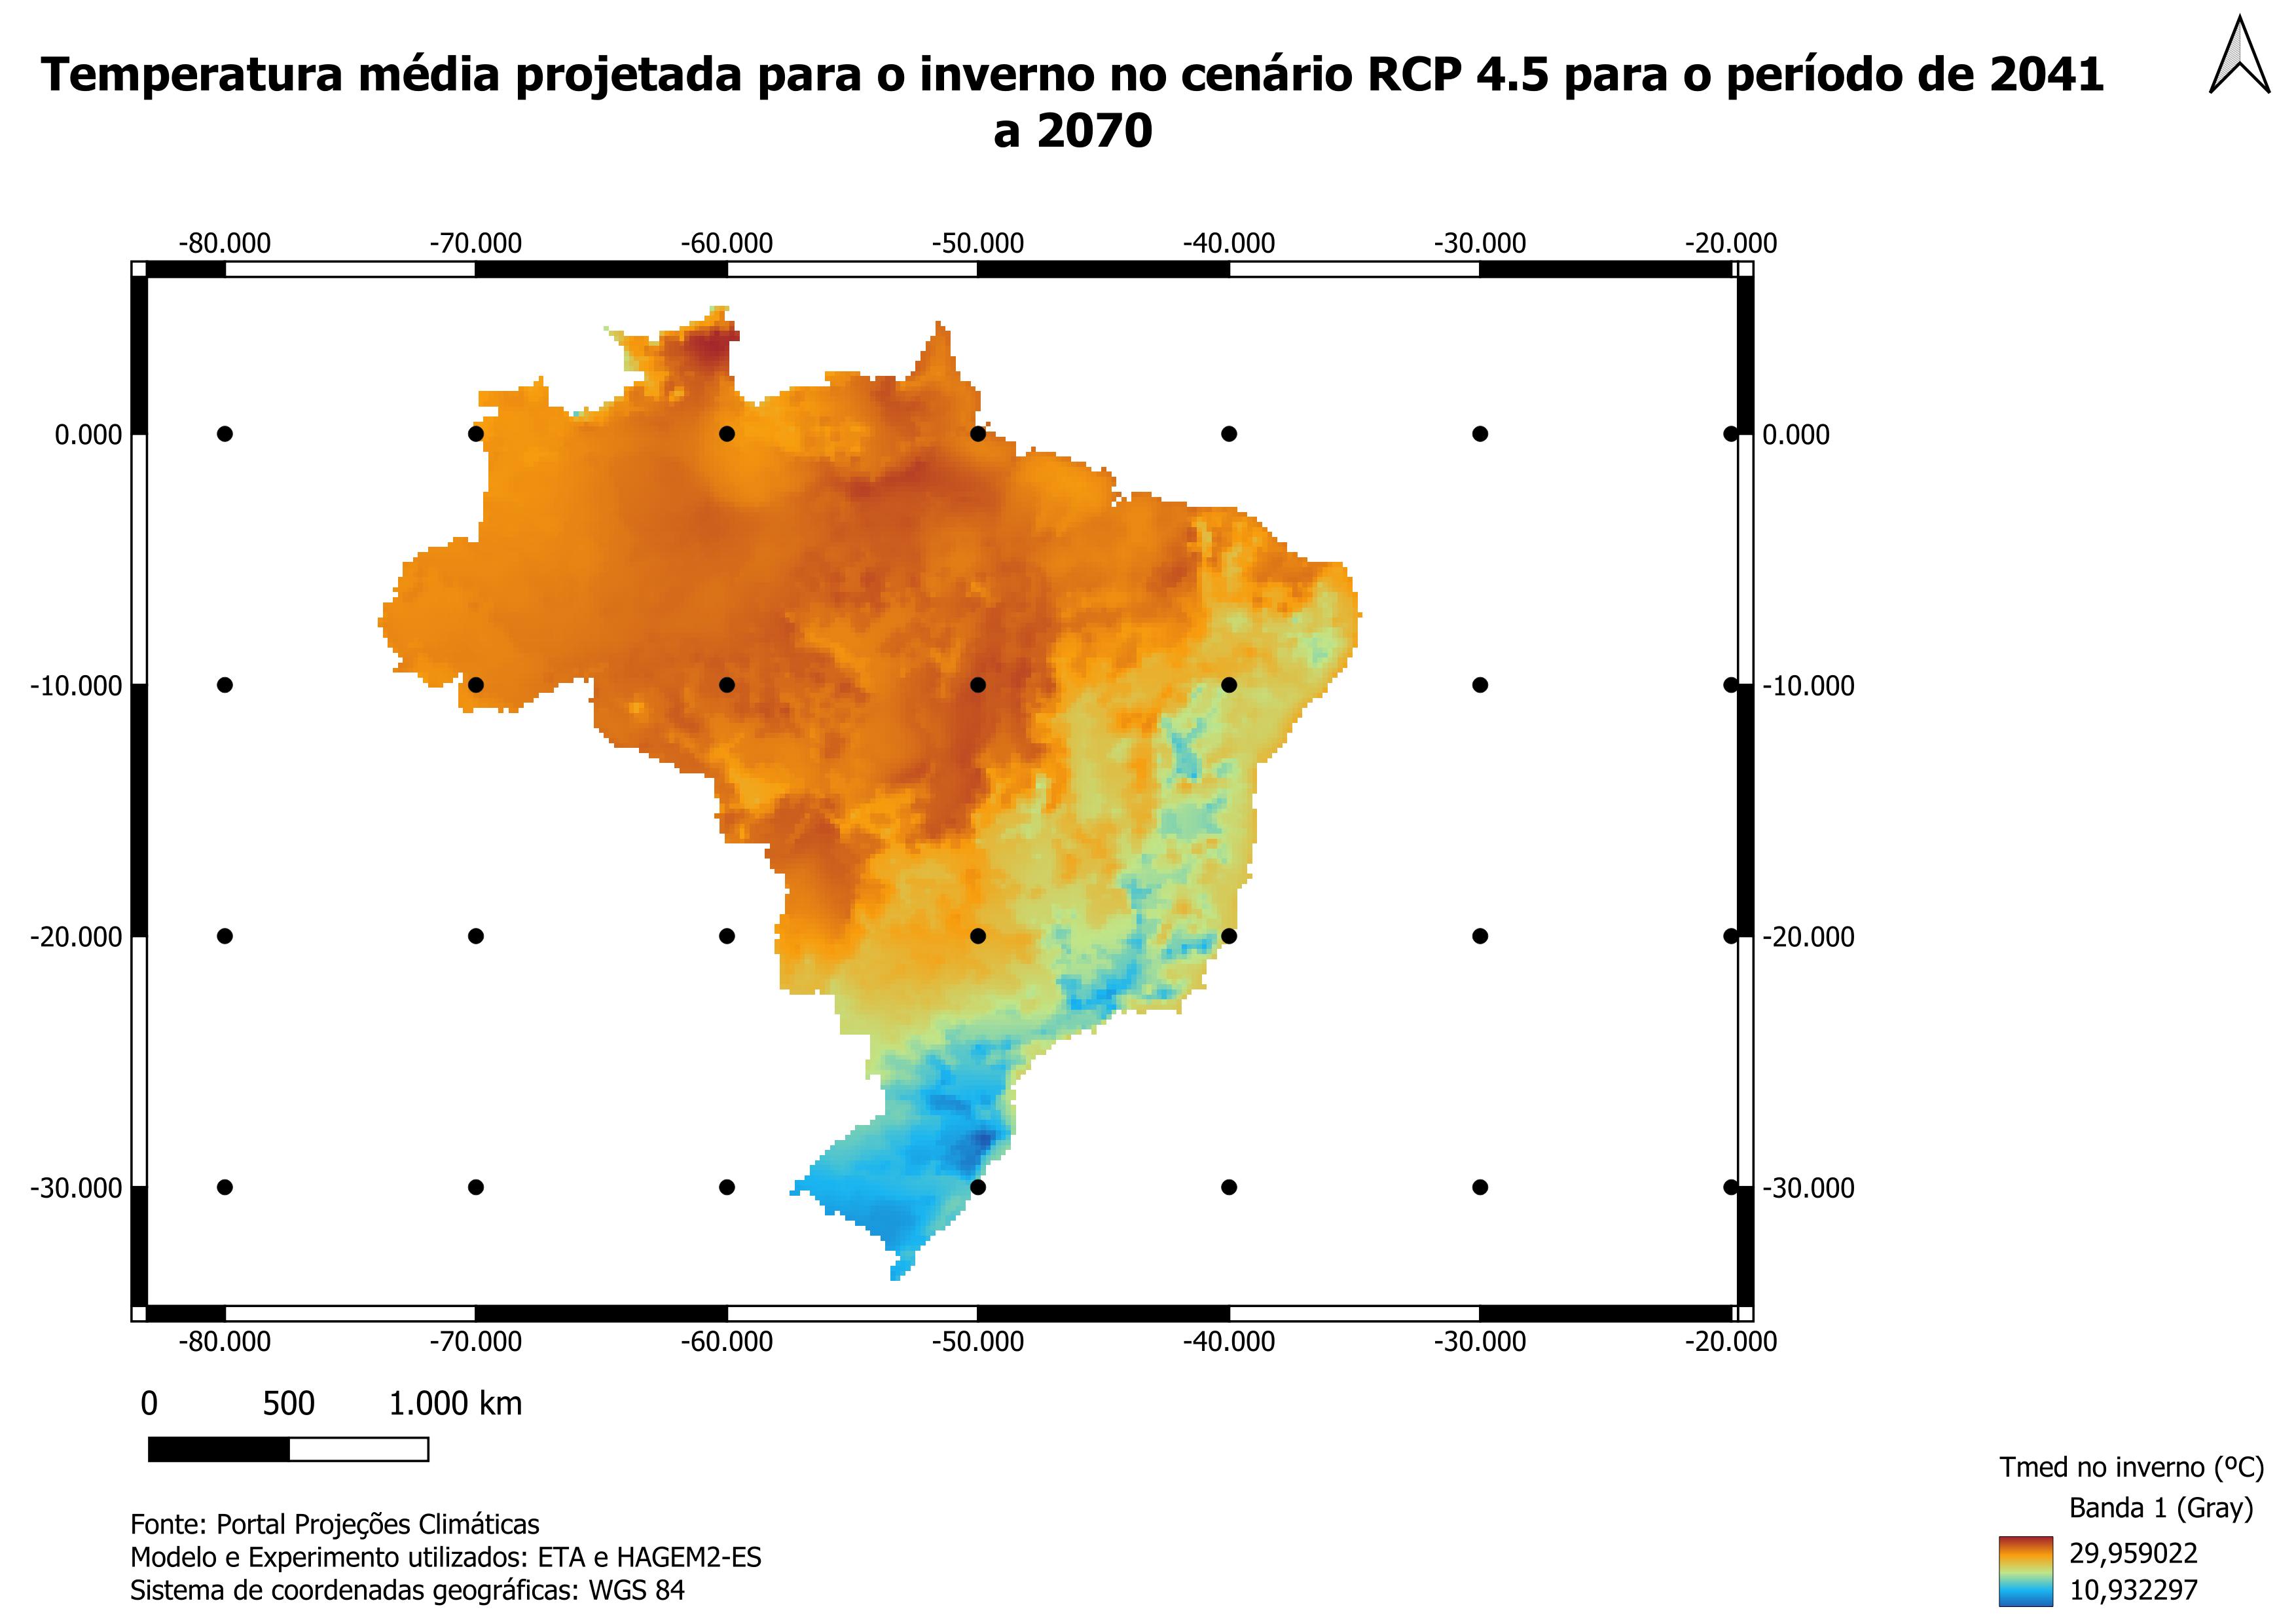 Temperatura média projetada para o inverno no cenário RCP 4.5 para o período de 2041
a 2070
-80.000 -70.000 -60.000 -50.000 -40.000 -30.000 -20.000
0.000 0.000
-10.000 -10.000
-20.000 -20.000
-30.000 -30.000
-80.000 -70.000 -60.000 -50.000 -40.000 -30.000 -20.000
0 500 1.000 km
Fonte: Portal Projeções Climáticas
Modelo e Experimento utilizados: ETA e HAGEM2-ES
Sistema de coordenadas geográficas: WGS 84
Tmed no inverno (ºC)
Banda 1 (Gray)
29,959022
10,932297